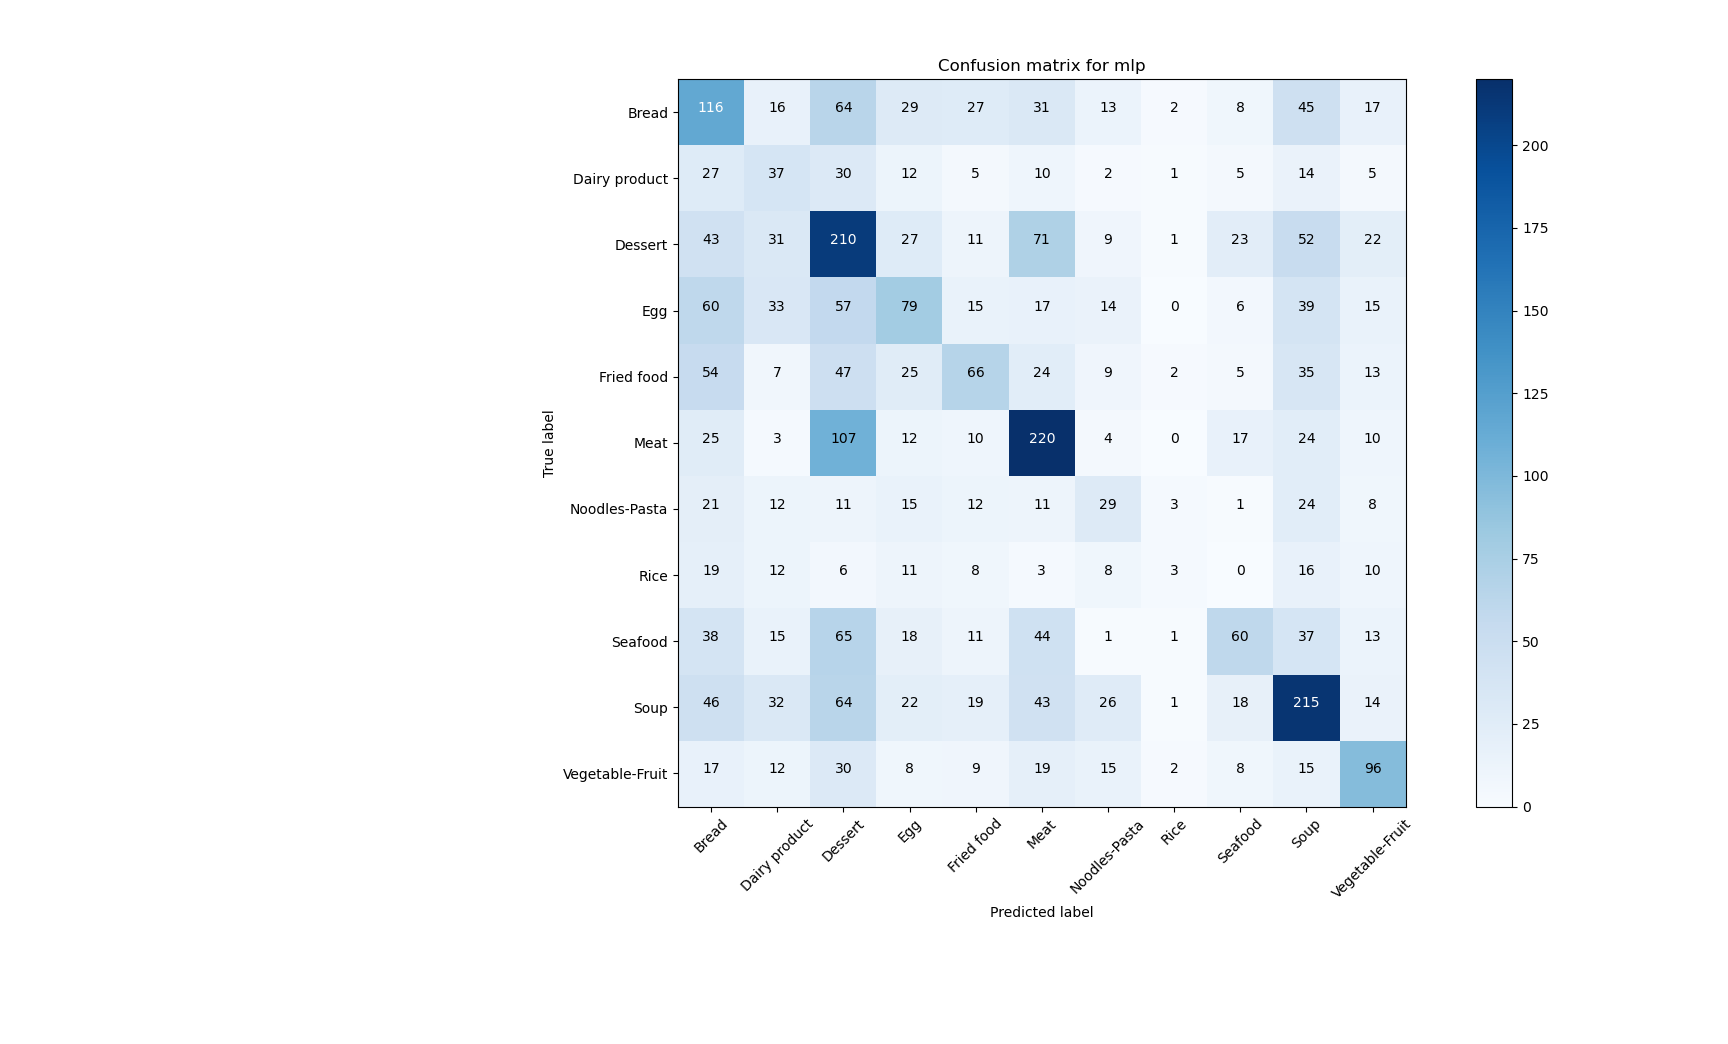 Confusion matrix for mlp
True label
Bread 116 16 64 29 27 31 13 2 8 45 17
Dairy product 27 37 30 12 5 10 2 1 5 14 5
Dessert 43 31 210 27 11 71 9 1 23 52 22
Egg 60 33 57 79 15 17 14 0 6 39 15
Fried food 54 7 47 25 66 24 9 2 5 35 13
Meat 25 3 107 12 10 220 4 0 17 24 10
Noodles-Pasta 21 12 11 15 12 11 29 3 1 24 8
Rice 19 12 6 11 8 3 8 3 0 16 10
Seafood 38 15 65 18 11 44 1 1 60 37 13
Soup 46 32 64 22 19 43 26 1 18 215 14
Vegetable-Fruit 17 12 30 8 9 19 15 2 8 15 96
Bread Dairy product Dessert Egg Fried food Meat Noodles-Pasta Rice Seafood Soup Vegetable-Fruit
Predicted label
200
175
150
125
100
75
50
25
0